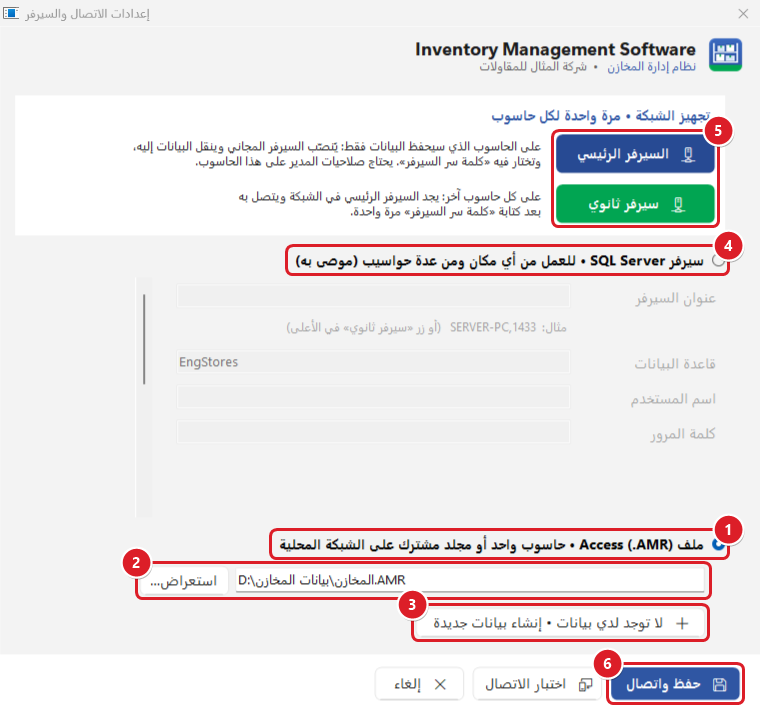 إعدادات الاتصال والسيرفر
Inventory Management Software
نظام إدارة المخازن • شركة المثال للمقاولات
تجهيز الشبكة • مرة واحدة لكل حاسوب
5
السيرفر الرئيسي
على الحاسوب الذي سيحفظ البيانات فقط: يُنصّب السيرفر المجاني وينقل البيانات إليه،
وتختار فيه «كلمة سر السيرفر». يحتاج صلاحيات المدير على هذا الحاسوب.
سيرفر ثانوي
على كل حاسوب آخر: يجد السيرفر الرئيسي في الشبكة ويتصل به
بعد كتابة «كلمة سر السيرفر» مرة واحدة.
4
سيرفر SQL Server • للعمل من أي مكان ومن عدة حواسيب (موصى به)
عنوان السيرفر
مثال: SERVER-PC,1433 (أو زر «سيرفر ثانوي» في الأعلى)
قاعدة البيانات
EngStores
اسم المستخدم
كلمة المرور
1
ملف Access (.AMR) • حاسوب واحد أو مجلد مشترك على الشبكة المحلية
2
D:\المخازن\بيانات المخازن.AMR
استعراض...
3
+ لا توجد لدي بيانات • إنشاء بيانات جديدة
6
حفظ واتصال
اختبار الاتصال
إلغاء